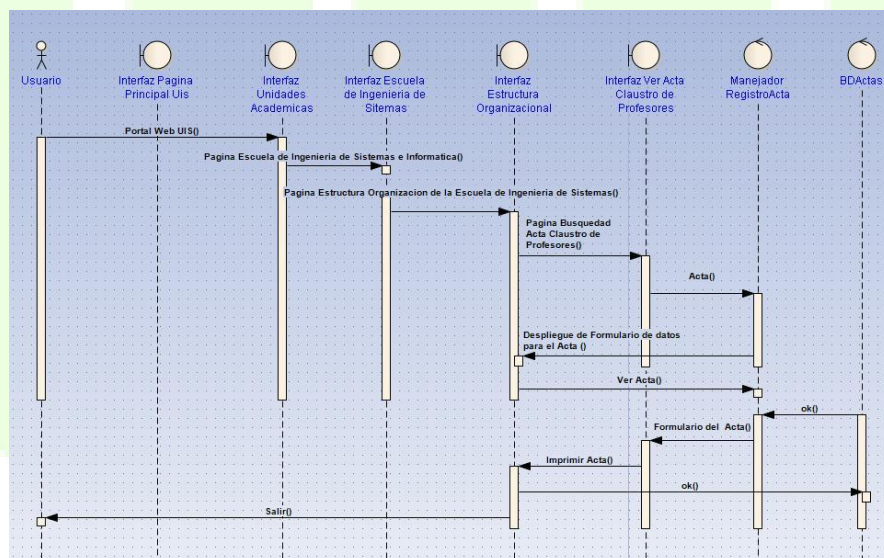 Usuario
Interfaz Pagina
Principal Uis
Interfaz
Unidades
Academicas
Interfaz Escuela
de Ingenieria de
Sitemas
Interfaz
Estructura
Organizacional
Interfaz Ver Acta
Claustro de
Profesores
Manejador
RegistroActa
BDActas
Portal Web UIS()
Pagina Escuela de Ingenieria de Sistemas e Informatica()
Pagina Estructura Organizacion de la Escuela de Ingenieria de Sistemas()
Pagina Busquedad
Acta Claustro de
Profesores()
Acta()
Despliegue de Formulario de datos
para el Acta ()
Ver Acta()
ok()
Formulario del Acta()
Imprimir Acta()
ok()
Salir()